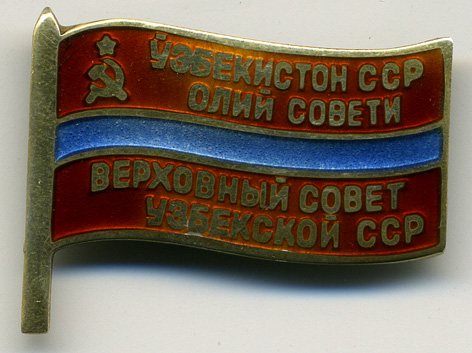 ЎЗБЕКИСТОН ССР
ОЛИЙ СОВЕТИ
ВЕРХОВНЫЙ СОВЕТ
УЗБЕКСКОЙ ССР